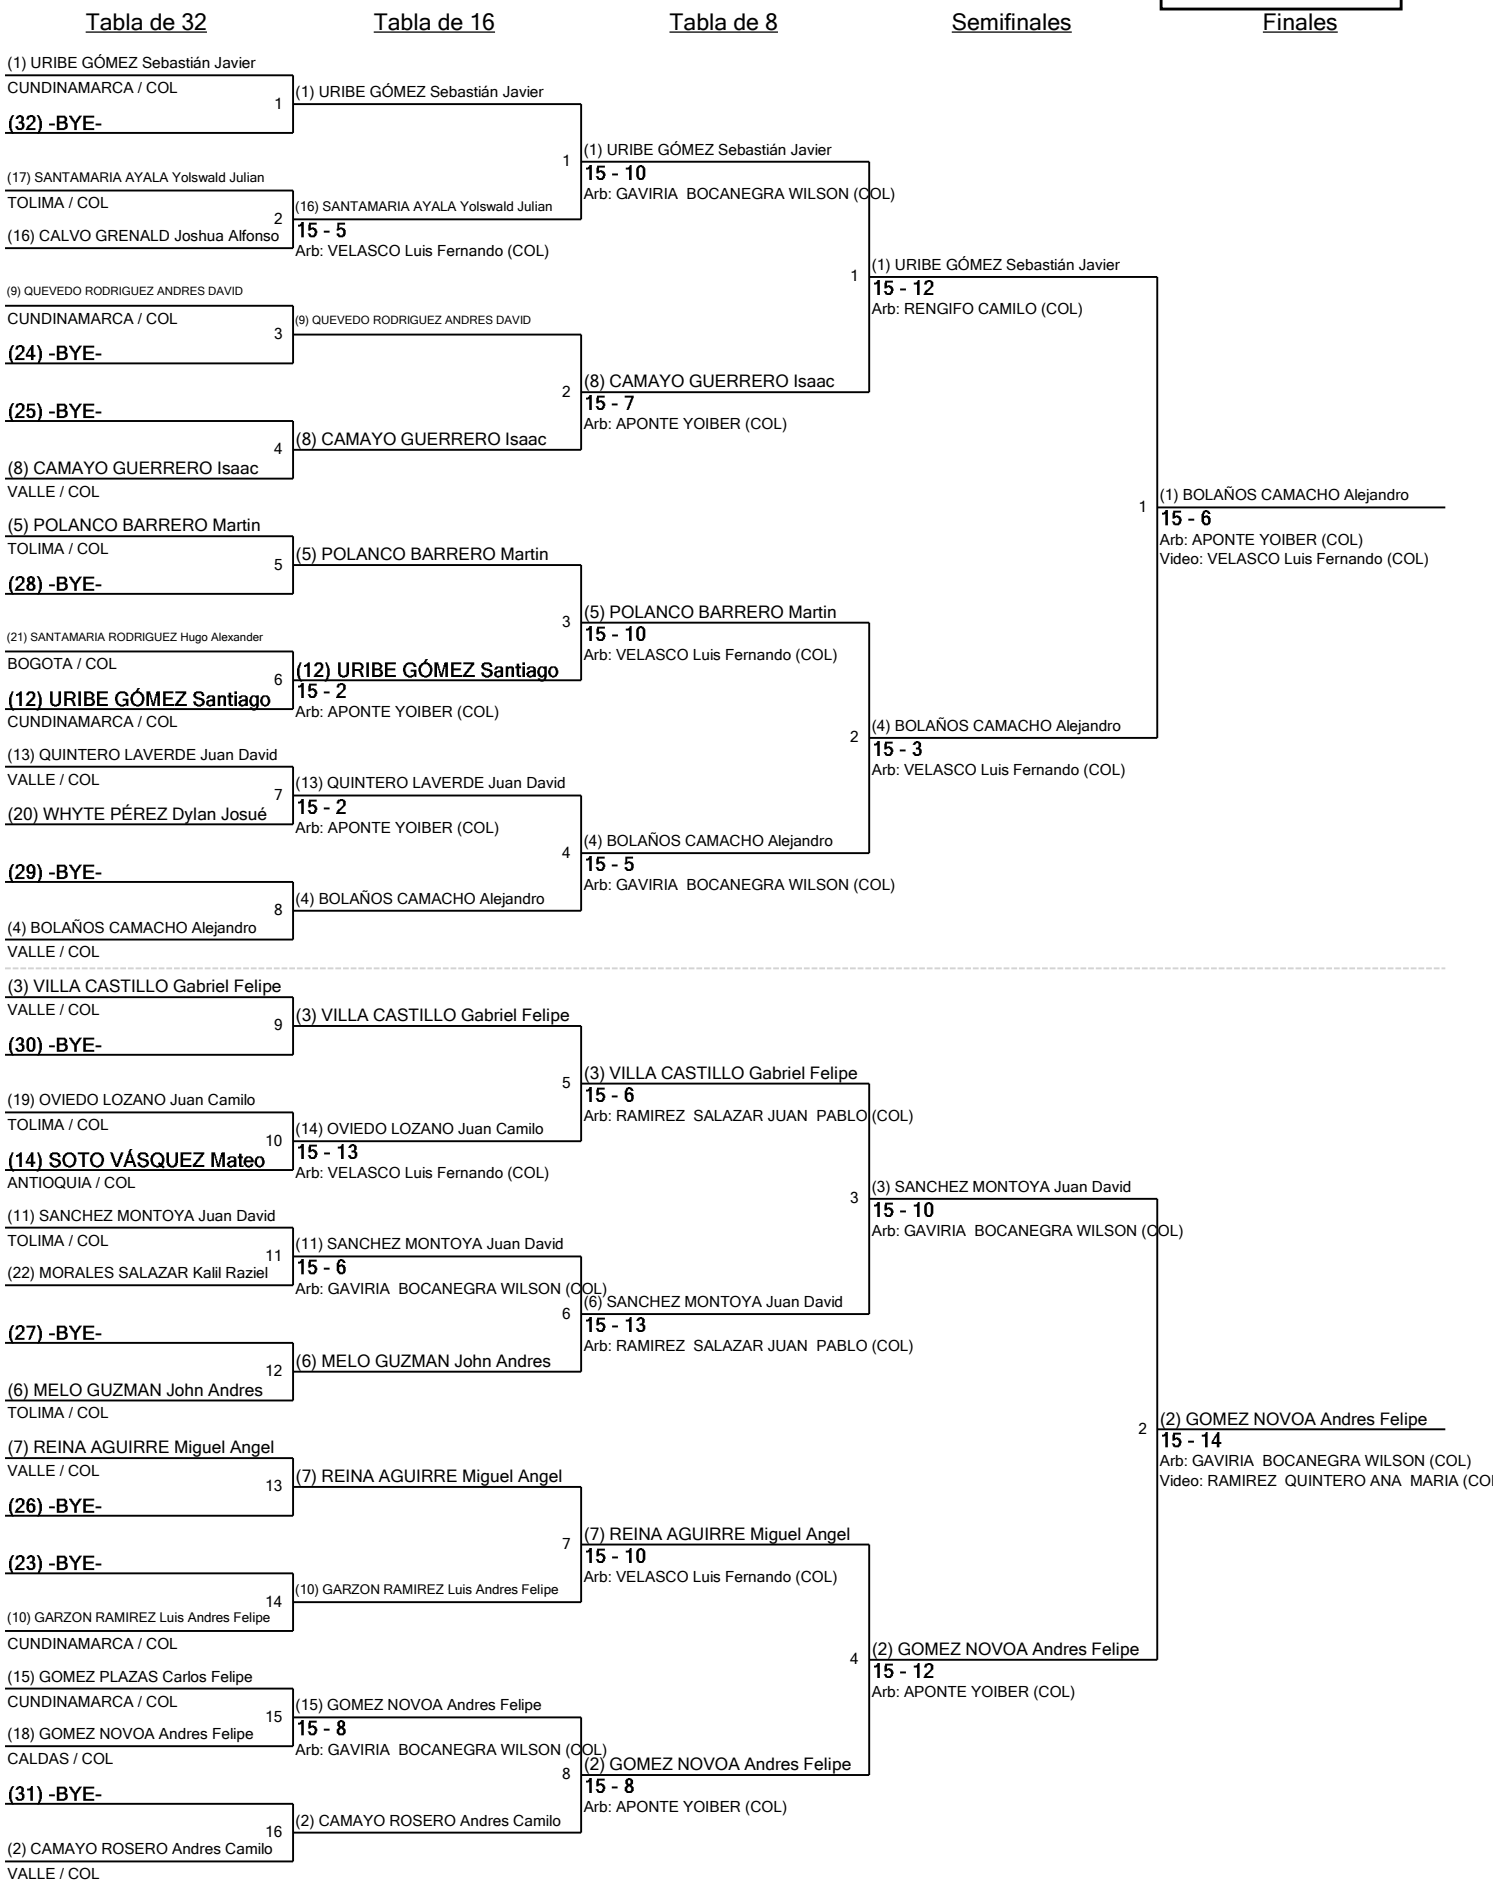 Tabla de 32
Tabla de 16
Tabla de 8
Semifinales
Finales
(1) URIBE GÓMEZ Sebastián Javier
CUNDINAMARCA / COL
1
(32) -BYE-
(17) SANTAMARIA AYALA Yolswald Julian
TOLIMA / COL
2
(16) CALVO GRENALD Joshua Alfonso
(9) QUEVEDO RODRIGUEZ ANDRES DAVID
CUNDINAMARCA / COL
3
(24) -BYE-
(25) -BYE-
4
(8) CAMAYO GUERRERO Isaac
VALLE / COL
(5) POLANCO BARRERO Martin
TOLIMA / COL
5
(28) -BYE-
(21) SANTAMARIA RODRIGUEZ Hugo Alexander
BOGOTA / COL
6
(12) URIBE GÓMEZ Santiago
CUNDINAMARCA / COL
(13) QUINTERO LAVERDE Juan David
VALLE / COL
7
(20) WHYTE PÉREZ Dylan Josué
(29) -BYE-
8
(4) BOLAÑOS CAMACHO Alejandro
VALLE / COL
(3) VILLA CASTILLO Gabriel Felipe
VALLE / COL
9
(30) -BYE-
(19) OVIEDO LOZANO Juan Camilo
TOLIMA / COL
10
(14) SOTO VÁSQUEZ Mateo
ANTIOQUIA / COL
(11) SANCHEZ MONTOYA Juan David
TOLIMA / COL
11
(22) MORALES SALAZAR Kalil Raziel
(27) -BYE-
12
(6) MELO GUZMAN John Andres
TOLIMA / COL
(7) REINA AGUIRRE Miguel Angel
VALLE / COL
13
(26) -BYE-
(23) -BYE-
14
(10) GARZON RAMIREZ Luis Andres Felipe
CUNDINAMARCA / COL
(15) GOMEZ PLAZAS Carlos Felipe
CUNDINAMARCA / COL
15
(18) GOMEZ NOVOA Andres Felipe
CALDAS / COL
(31) -BYE-
16
(2) CAMAYO ROSERO Andres Camilo
VALLE / COL
(1) URIBE GÓMEZ Sebastián Javier
1
(16) SANTAMARIA AYALA Yolswald Julian
15 - 5
Arb: VELASCO Luis Fernando (COL)
(9) QUEVEDO RODRIGUEZ ANDRES DAVID
2
(8) CAMAYO GUERRERO Isaac
(5) POLANCO BARRERO Martin
3
(12) URIBE GÓMEZ Santiago
15 - 2
Arb: APONTE YOIBER (COL)
(13) QUINTERO LAVERDE Juan David
15 - 2
Arb: APONTE YOIBER (COL)
4
(4) BOLAÑOS CAMACHO Alejandro
(3) VILLA CASTILLO Gabriel Felipe
5
(14) OVIEDO LOZANO Juan Camilo
15 - 13
Arb: VELASCO Luis Fernando (COL)
(11) SANCHEZ MONTOYA Juan David
15 - 6
Arb: GAVIRIA BOCANEGRA WILSON (COL)
6
(6) MELO GUZMAN John Andres
(7) REINA AGUIRRE Miguel Angel
7
(10) GARZON RAMIREZ Luis Andres Felipe
(15) GOMEZ NOVOA Andres Felipe
15 - 8
Arb: GAVIRIA BOCANEGRA WILSON (COL)
8
(2) CAMAYO ROSERO Andres Camilo
(1) URIBE GÓMEZ Sebastián Javier
15 - 10
Arb: GAVIRIA BOCANEGRA WILSON (COL)
1
(8) CAMAYO GUERRERO Isaac
15 - 7
Arb: APONTE YOIBER (COL)
(5) POLANCO BARRERO Martin
15 - 10
Arb: VELASCO Luis Fernando (COL)
2
(4) BOLAÑOS CAMACHO Alejandro
15 - 5
Arb: GAVIRIA BOCANEGRA WILSON (COL)
(3) VILLA CASTILLO Gabriel Felipe
15 - 6
Arb: RAMIREZ SALAZAR JUAN PABLO (COL)
3
(6) SANCHEZ MONTOYA Juan David
15 - 13
Arb: RAMIREZ SALAZAR JUAN PABLO (COL)
(7) REINA AGUIRRE Miguel Angel
15 - 10
Arb: VELASCO Luis Fernando (COL)
4
(2) GOMEZ NOVOA Andres Felipe
15 - 8
Arb: APONTE YOIBER (COL)
(1) URIBE GÓMEZ Sebastián Javier
15 - 12
Arb: RENGIFO CAMILO (COL)
1
(4) BOLAÑOS CAMACHO Alejandro
15 - 3
Arb: VELASCO Luis Fernando (COL)
(3) SANCHEZ MONTOYA Juan David
15 - 10
Arb: GAVIRIA BOCANEGRA WILSON (COL)
2
(2) GOMEZ NOVOA Andres Felipe
15 - 12
Arb: APONTE YOIBER (COL)
(1) BOLAÑOS CAMACHO Alejandro
15 - 6
Arb: APONTE YOIBER (COL)
Video: VELASCO Luis Fernando (COL)
(2) GOMEZ NOVOA Andres Felipe
15 - 14
Arb: GAVIRIA BOCANEGRA WILSON (COL)
Video: RAMIREZ QUINTERO ANA MARIA (COL